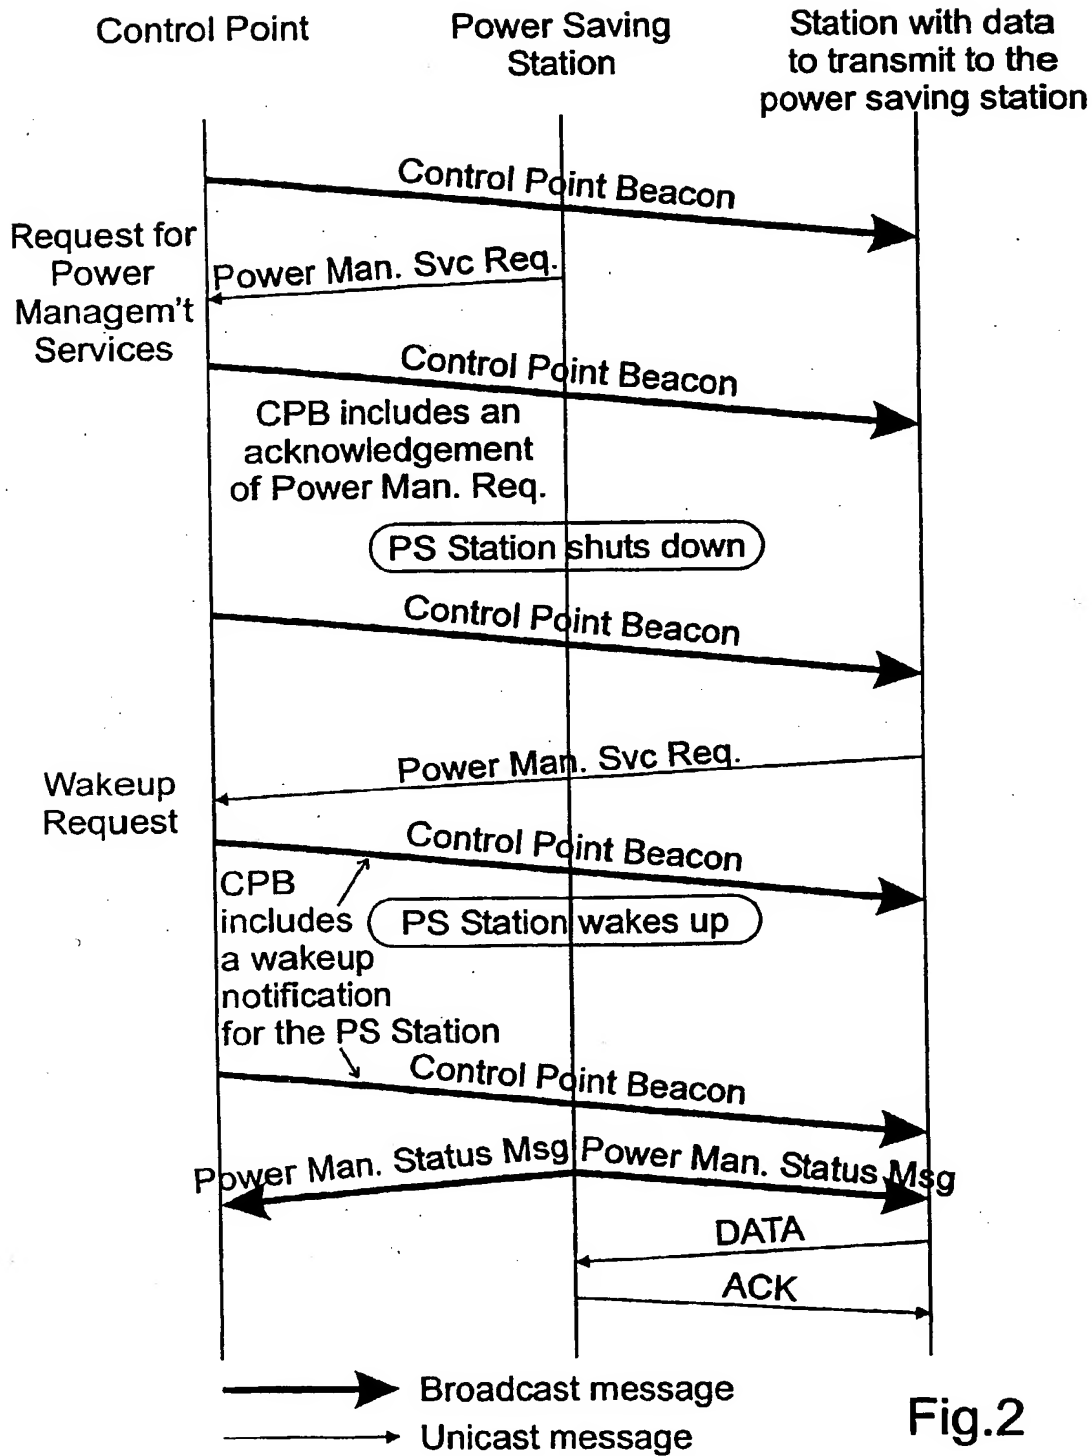 Control Point
Power Saving
Station
Station with data
to transmit to the
power saving station
Control Point Beacon
Request for
Power
Managem't
Services
Power Man. Svc Req.
Control Point Beacon
CPB includes an
acknowledgement
of Power Man. Req.
PS Station shuts down
Control Point Beacon
Power Man. Svc Req.
Wakeup
Request
Control Point Beacon
CPB
includes
a wakeup
notification
for the PS Station
PS Station wakes up
Control Point Beacon
Power Man. Status Msg
Power Man. Status Msg
DATA
ACK
Broadcast message
Unicast message
Fig.2